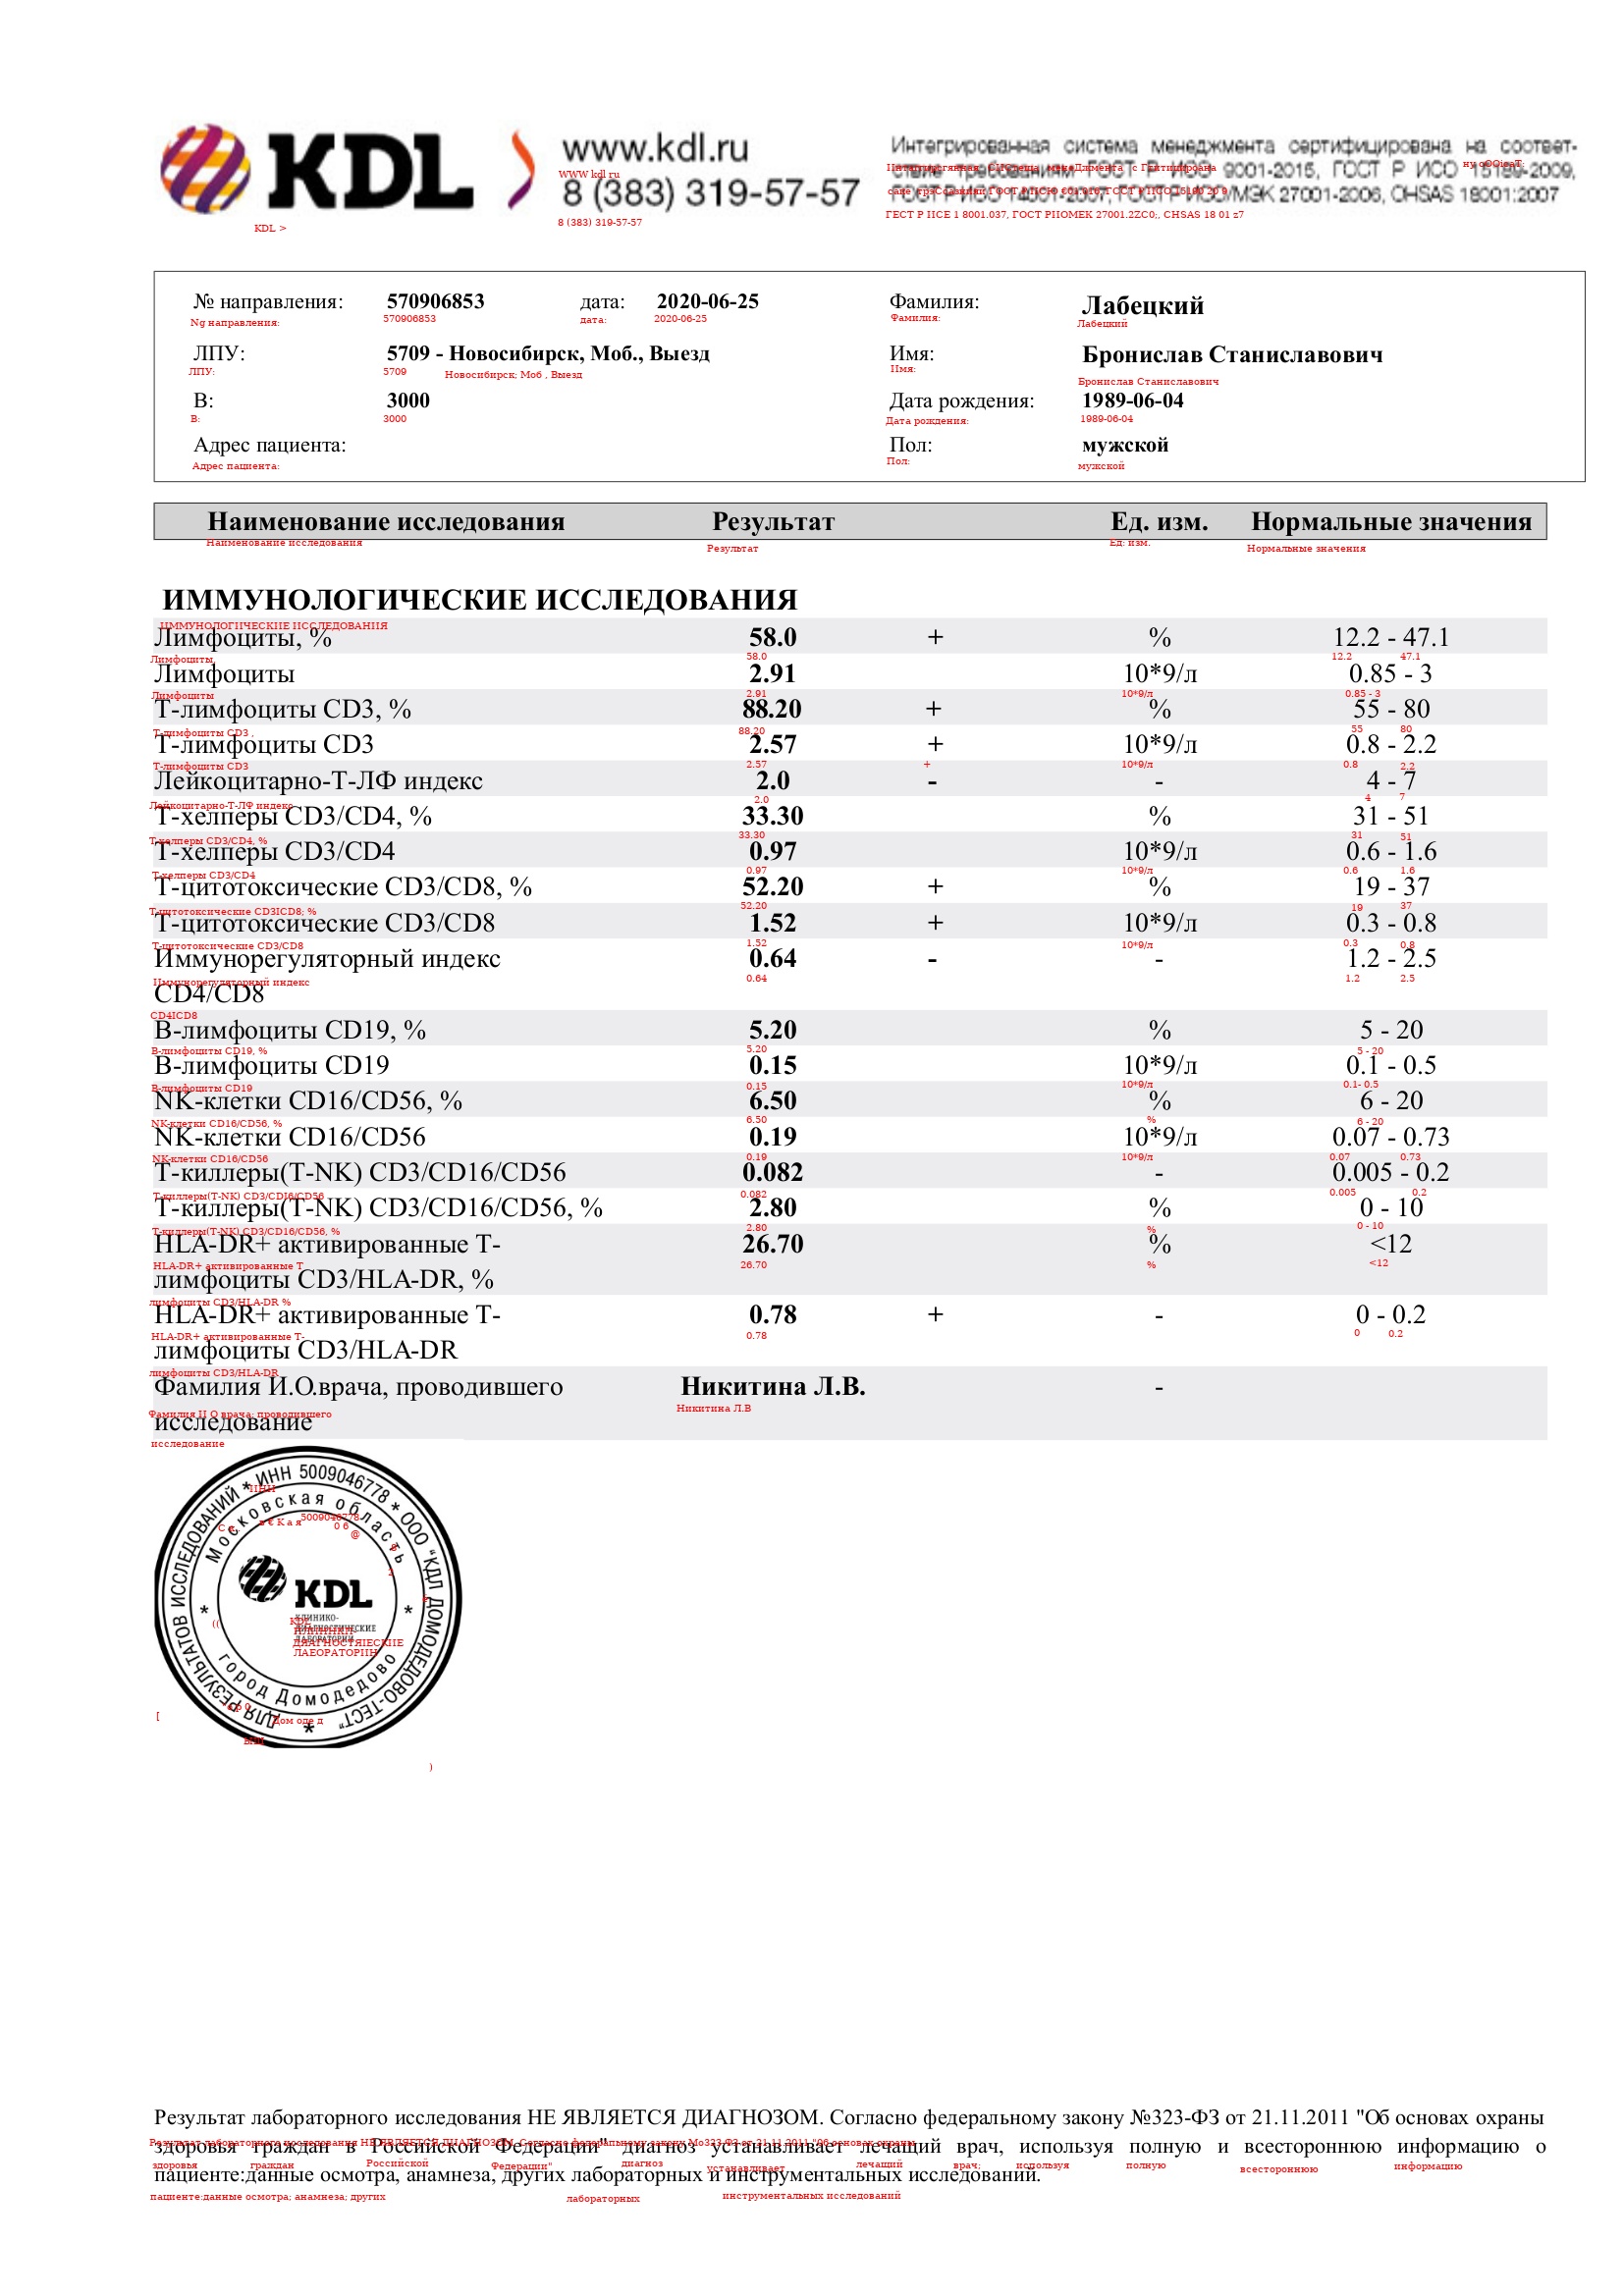 KDL
www.kdl.ru
8 (383) 319-57-57
Интегрированная система менеджмента сертифицирована на соответ-
ствие требованиям ГОСТ Р ИСО 9001-2015, ГОСТ Р ИСО 15189-2009,
ГОСТ Р ИСО 14001-2007, ГОСТ Р ИСО/МЭК 27001-2006, OHSAS 18001:2007
№ направления: 570906853 дата: 2020-06-25 Фамилия: Лабецкий
ЛПУ: 5709 - Новосибирск, Моб., Выезд Имя: Бронислав Станиславович
В: 3000 Дата рождения: 1989-06-04
Адрес пациента: Пол: мужской
Наименование исследования Результат Ед. изм. Нормальные значения
ИММУНОЛОГИЧЕСКИЕ ИССЛЕДОВАНИЯ
Лимфоциты, % 58.0 + % 12.2 - 47.1
Лимфоциты 2.91 10*9/л 0.85 - 3
Т-лимфоциты CD3, % 88.20 + % 55 - 80
Т-лимфоциты CD3 2.57 + 10*9/л 0.8 - 2.2
Лейкоцитарно-Т-ЛФ индекс 2.0 - - 4 - 7
Т-хелперы CD3/CD4, % 33.30 % 31 - 51
Т-хелперы CD3/CD4 0.97 10*9/л 0.6 - 1.6
Т-цитотоксические CD3/CD8, % 52.20 + % 19 - 37
Т-цитотоксические CD3/CD8 1.52 + 10*9/л 0.3 - 0.8
Иммунорегуляторный индекс 0.64 - - 1.2 - 2.5
CD4/CD8
В-лимфоциты CD19, % 5.20 % 5 - 20
В-лимфоциты CD19 0.15 10*9/л 0.1 - 0.5
NK-клетки CD16/CD56, % 6.50 % 6 - 20
NK-клетки CD16/CD56 0.19 10*9/л 0.07 - 0.73
Т-киллеры(T-NK) CD3/CD16/CD56 0.082 - 0.005 - 0.2
Т-киллеры(T-NK) CD3/CD16/CD56, % 2.80 % 0 - 10
HLA-DR+ активированные Т- 26.70 % <12
лимфоциты CD3/HLA-DR, %
HLA-DR+ активированные Т- 0.78 + - 0 - 0.2
лимфоциты CD3/HLA-DR
Фамилия И.О.врача, проводившего Никитина Л.В. -
исследование
ДЛЯ РЕЗУЛЬТАТОВ ИССЛЕДОВАНИЙ * ИНН 5009046778 * ООО "КДЛ ДОМОДЕДОВО-ТЕСТ" *
Московская область * город Домодедово *
KDL
КЛИНИКО-
ДИАГНОСТИЧЕСКИЕ
ЛАБОРАТОРИИ
Результат лабораторного исследования НЕ ЯВЛЯЕТСЯ ДИАГНОЗОМ. Согласно федеральному закону №323-ФЗ от 21.11.2011 "Об основах охраны
здоровья граждан в Российской Федерации" диагноз устанавливает лечащий врач, используя полную и всестороннюю информацию о
пациенте:данные осмотра, анамнеза, других лабораторных и инструментальных исследований.